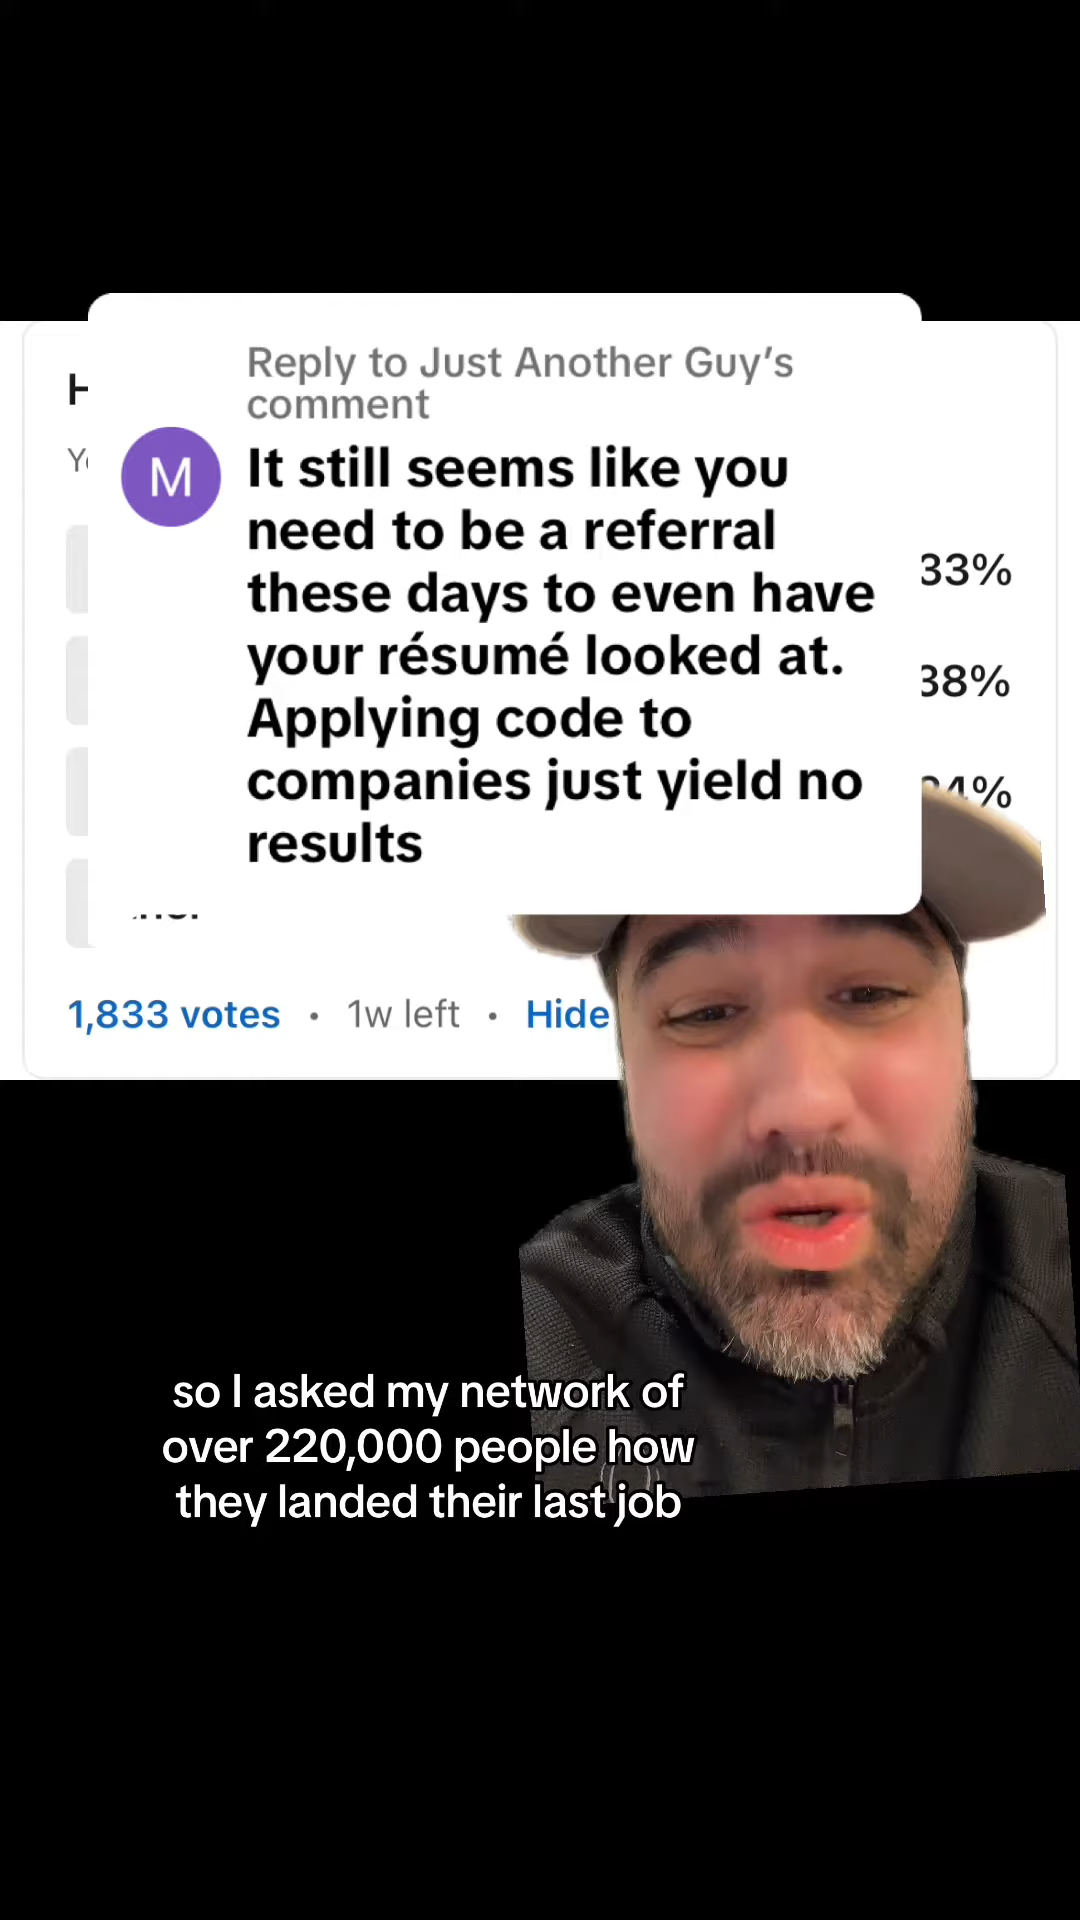 Reply to Just Another Guy's
comment
M
It still seems like you
need to be a referral
these days to even have
your résumé looked at.
Applying code to
companies just yield no
results
33%
38%
1,833 votes • 1w left • Hide
so I asked my network of
over 220,000 people how
they landed their last job